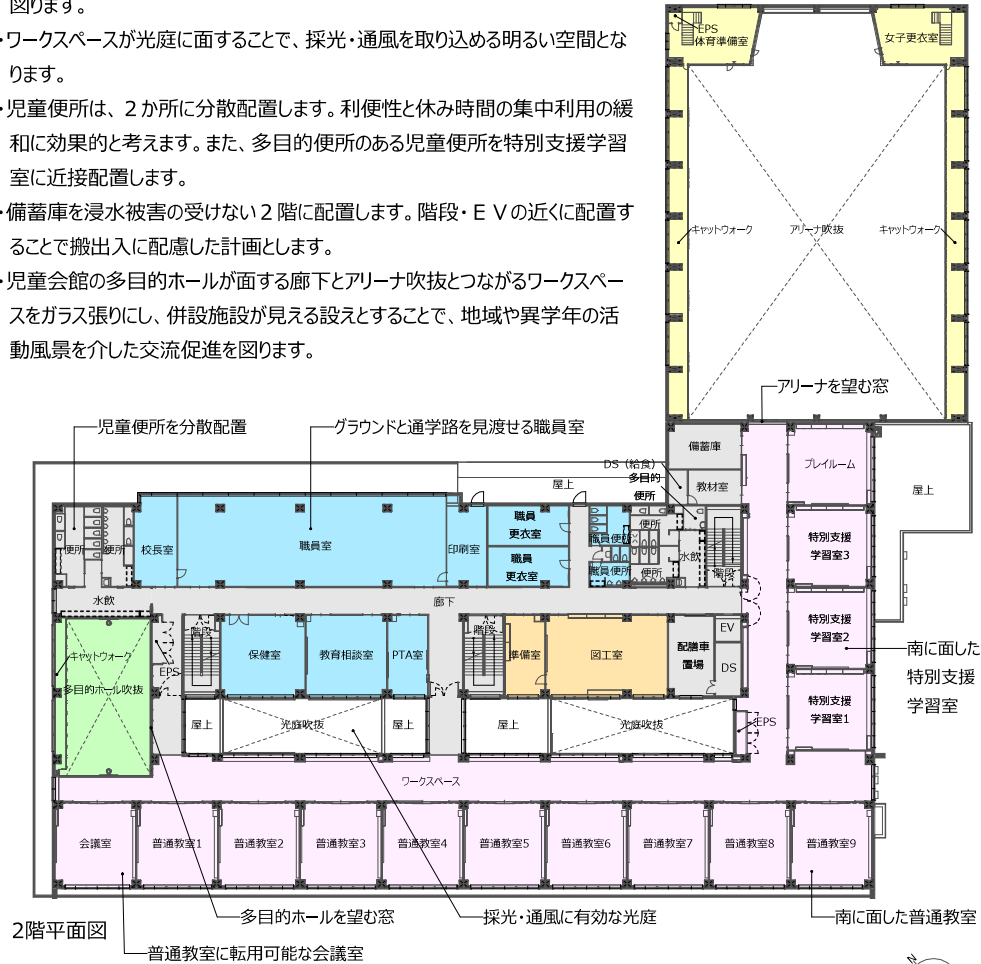 図ります。
・ワークスペースが光庭に面することで、採光・通風を取り込める明るい空間とな
ります。
・児童便所は、２か所に分散配置します。利便性と休み時間の集中利用の緩
和に効果的と考えます。また、多目的便所のある児童便所を特別支援学習
室に近接配置します。
・備蓄庫を浸水被害の受けない２階に配置します。階段・ＥＶの近くに配置す
ることで搬出入に配慮した計画とします。
・児童会館の多目的ホールが面する廊下とアリーナ吹抜とつながるワークスペー
スをガラス張りにし、併設施設が見える設えとすることで、地域や異学年の活
動風景を介した交流促進を図ります。
EPS
体育準備室
女子更衣室
キャットウォーク
アリーナ吹抜
キャットウォーク
アリーナを望む窓
児童便所を分散配置
グラウンドと通学路を見渡せる職員室
備蓄庫
プレイルーム
DS（給食）
多目的
便所
教材室
屋上
屋上
便所
便所
校長室
職員室
印刷室
職員
更衣室
職員
更衣室
職員便所
職員便所
便所
便所
水飲
階段
特別支援
学習室3
水飲
廊下
階段
EPS
保健室
教育相談室
PTA室
階段
準備室
図工室
配膳車
置場
EV
DS
特別支援
学習室2
南に面した
特別支援
学習室
キャットウォーク
多目的ホール吹抜
屋上
光庭吹抜
屋上
屋上
光庭吹抜
EPS
特別支援
学習室1
ワークスペース
会議室
普通教室1
普通教室2
普通教室3
普通教室4
普通教室5
普通教室6
普通教室7
普通教室8
普通教室9
2階平面図
多目的ホールを望む窓
採光・通風に有効な光庭
南に面した普通教室
普通教室に転用可能な会議室
N